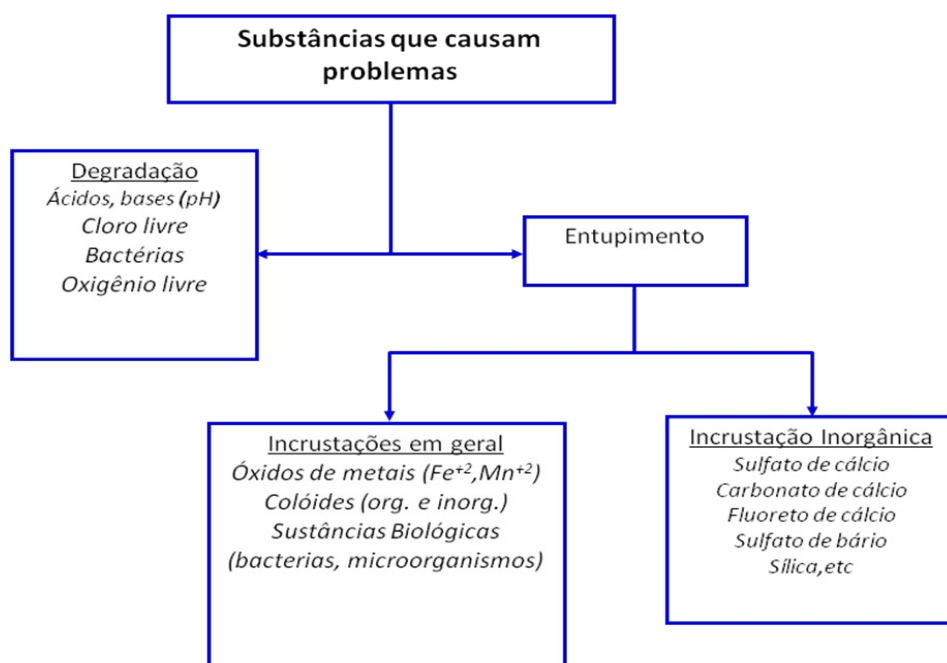 Substâncias que causam
problemas
Degradação
Ácidos, bases (pH)
Cloro livre
Bactérias
Oxigênio livre
Entupimento
Incrustações em geral
Óxidos de metais (Fe⁺²,Mn⁺²)
Colóides (org. e inorg.)
Sustâncias Biológicas
(bacterias, microorganismos)
Incrustação Inorgânica
Sulfato de cálcio
Carbonato de cálcio
Fluoreto de cálcio
Sulfato de bário
Sílica,etc